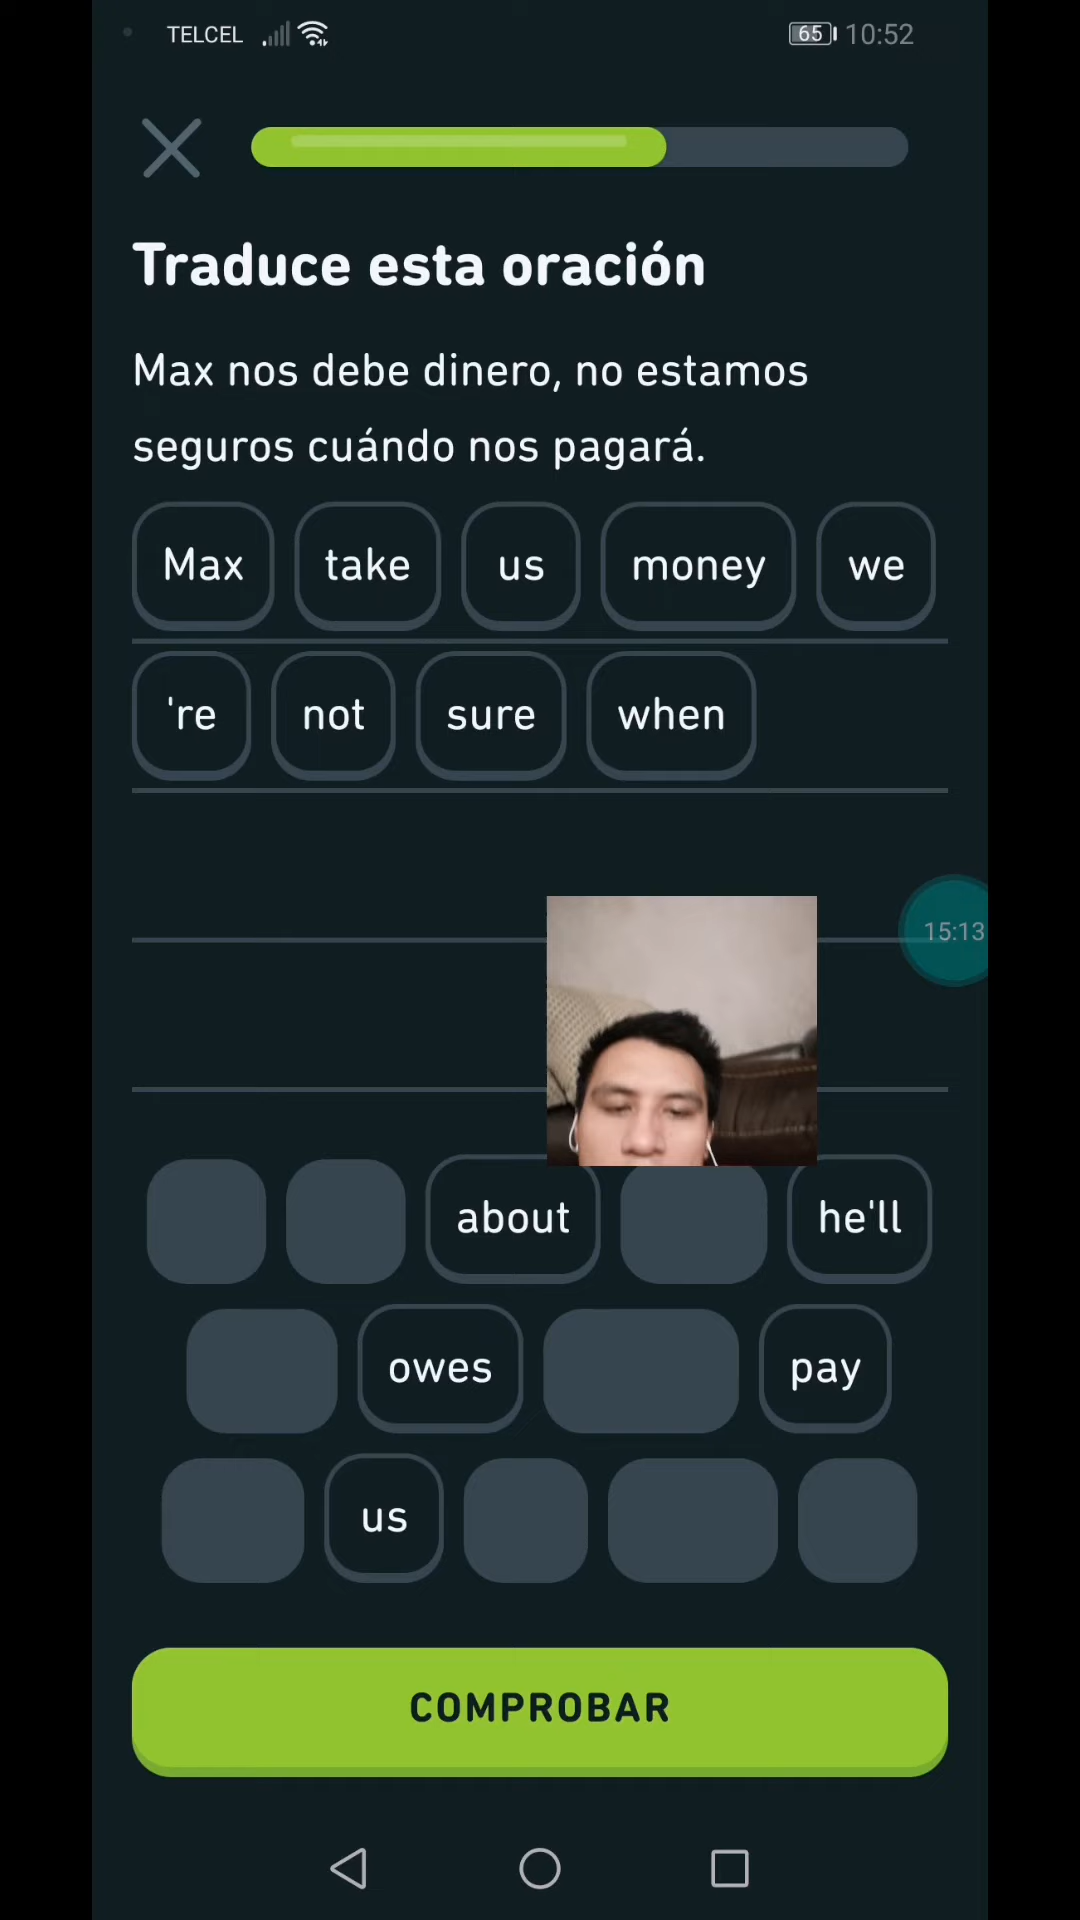 TELCEL 65 10:52
Traduce esta oración
Max nos debe dinero, no estamos
seguros cuándo nos pagará.
Max take us money we
're not sure when
15:13
about he'll
owes pay
us
COMPROBAR